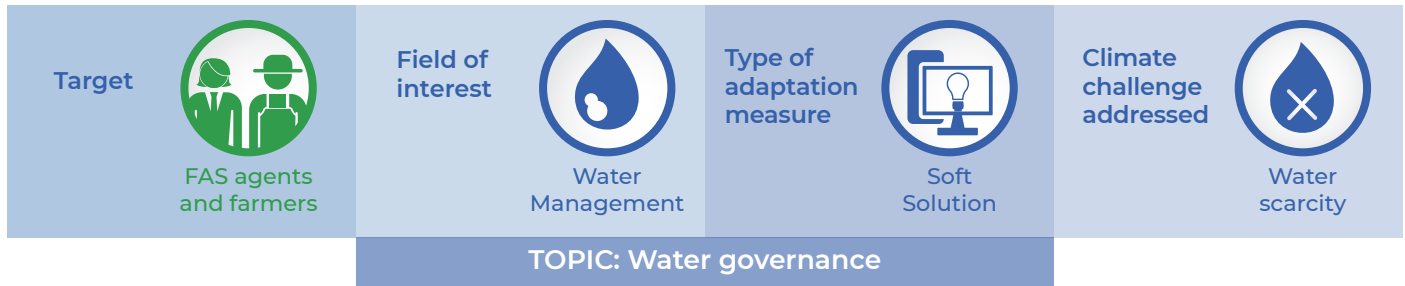 Target
FAS agents
and farmers
Field of
interest
Water
Management
Type of
adaptation
measure
Soft
Solution
Climate
challenge
addressed
Water
scarcity
TOPIC: Water governance